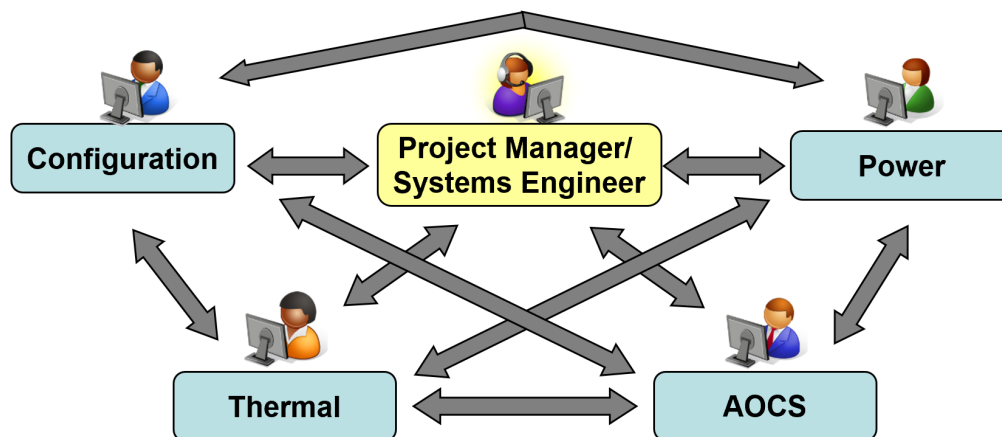 Configuration
Project Manager/
Systems Engineer
Power
Thermal
AOCS